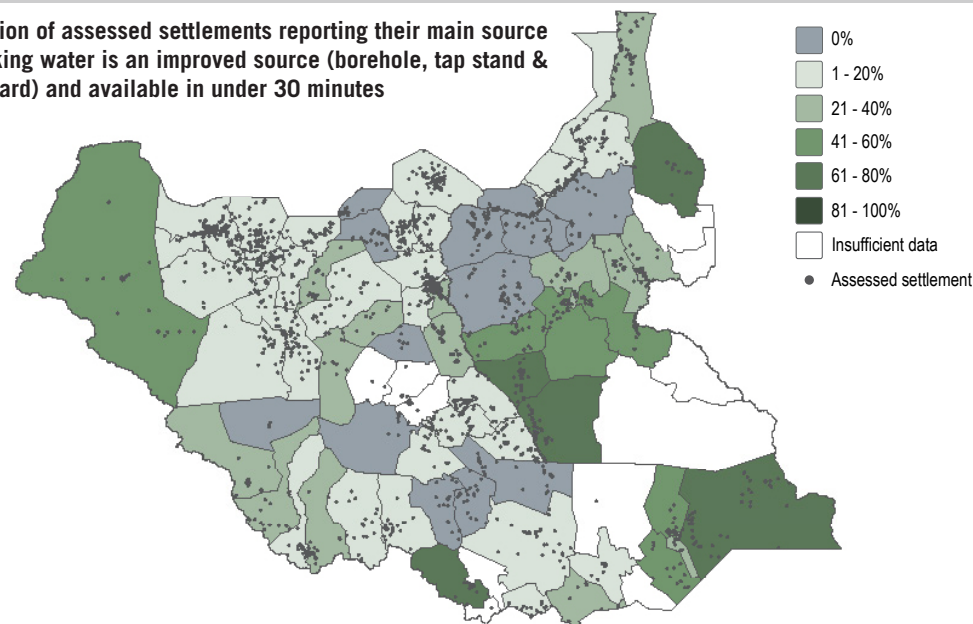 ion of assessed settlements reporting their main source
king water is an improved source (borehole, tap stand &
ard) and available in under 30 minutes
0%
1 - 20%
21 - 40%
41 - 60%
61 - 80%
81 - 100%
Insufficient data
Assessed settlement